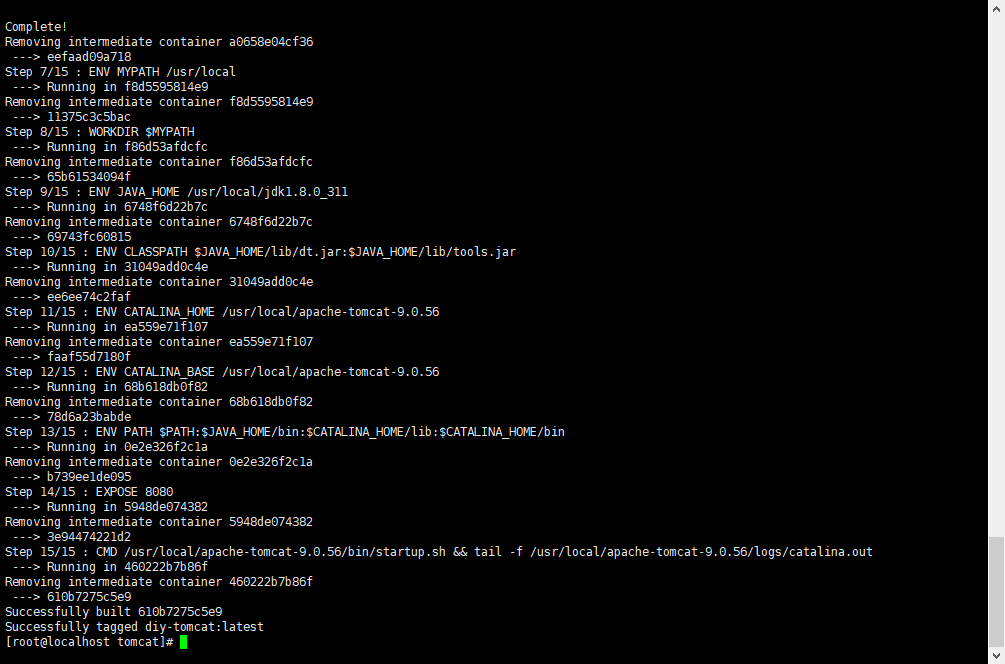 Complete!
Removing intermediate container a0658e04cf36
 ---> eefaad09a718
Step 7/15 : ENV MYPATH /usr/local
 ---> Running in f8d5595814e9
Removing intermediate container f8d5595814e9
 ---> 11375c3c5bac
Step 8/15 : WORKDIR $MYPATH
 ---> Running in f86d53afdcfc
Removing intermediate container f86d53afdcfc
 ---> 65b61534094f
Step 9/15 : ENV JAVA_HOME /usr/local/jdk1.8.0_311
 ---> Running in 6748f6d22b7c
Removing intermediate container 6748f6d22b7c
 ---> 69743fc60815
Step 10/15 : ENV CLASSPATH $JAVA_HOME/lib/dt.jar:$JAVA_HOME/lib/tools.jar
 ---> Running in 31049add0c4e
Removing intermediate container 31049add0c4e
 ---> ee6ee74c2faf
Step 11/15 : ENV CATALINA_HOME /usr/local/apache-tomcat-9.0.56
 ---> Running in ea559e71f107
Removing intermediate container ea559e71f107
 ---> faaf55d7180f
Step 12/15 : ENV CATALINA_BASE /usr/local/apache-tomcat-9.0.56
 ---> Running in 68b618db0f82
Removing intermediate container 68b618db0f82
 ---> 78d6a23babde
Step 13/15 : ENV PATH $PATH:$JAVA_HOME/bin:$CATALINA_HOME/lib:$CATALINA_HOME/bin
 ---> Running in 0e2e326f2c1a
Removing intermediate container 0e2e326f2c1a
 ---> b739ee1de095
Step 14/15 : EXPOSE 8080
 ---> Running in 5948de074382
Removing intermediate container 5948de074382
 ---> 3e94474221d2
Step 15/15 : CMD /usr/local/apache-tomcat-9.0.56/bin/startup.sh && tail -f /usr/local/apache-tomcat-9.0.56/logs/catalina.out
 ---> Running in 460222b7b86f
Removing intermediate container 460222b7b86f
 ---> 610b7275c5e9
Successfully built 610b7275c5e9
Successfully tagged diy-tomcat:latest
[root@localhost tomcat]#